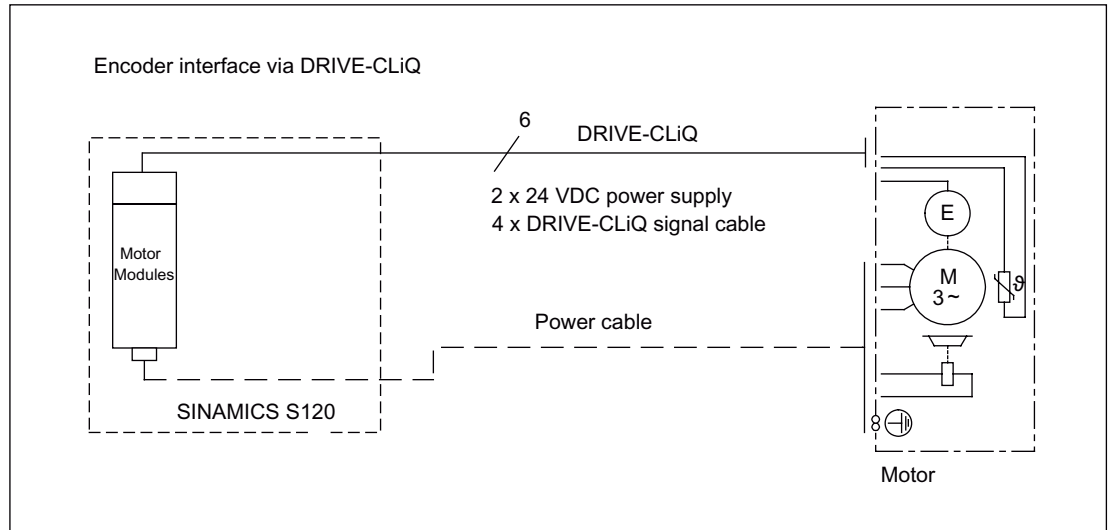 Encoder interface via DRIVE-CLiQ
6
DRIVE-CLiQ
2 x 24 VDC power supply
4 x DRIVE-CLiQ signal cable
Motor
Modules
E
M
3~
ϑ
Power cable
SINAMICS S120
Motor